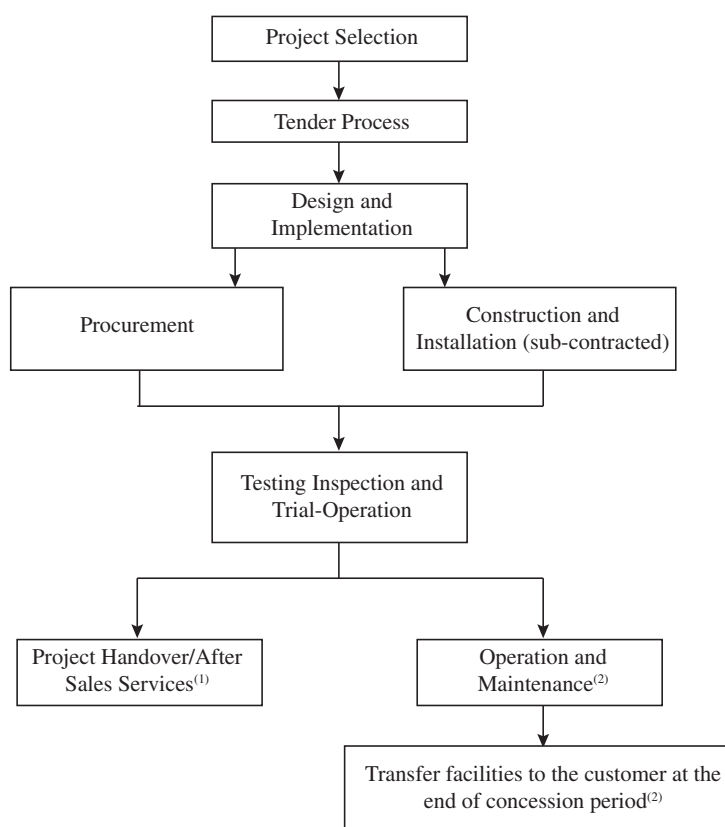 Project Selection
Tender Process
Design and
Implementation
Procurement
Construction and
Installation (sub-contracted)
Testing Inspection and
Trial-Operation
Project Handover/After
Sales Services(1)
Operation and
Maintenance(2)
Transfer facilities to the customer at the
end of concession period(2)